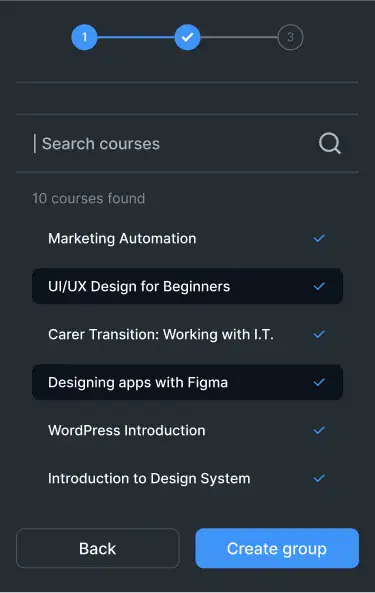 1
3
Search courses
10 courses found
Marketing Automation
UI/UX Design for Beginners
Carer Transition: Working with I.T.
Designing apps with Figma
WordPress Introduction
Introduction to Design System
Back
Create group